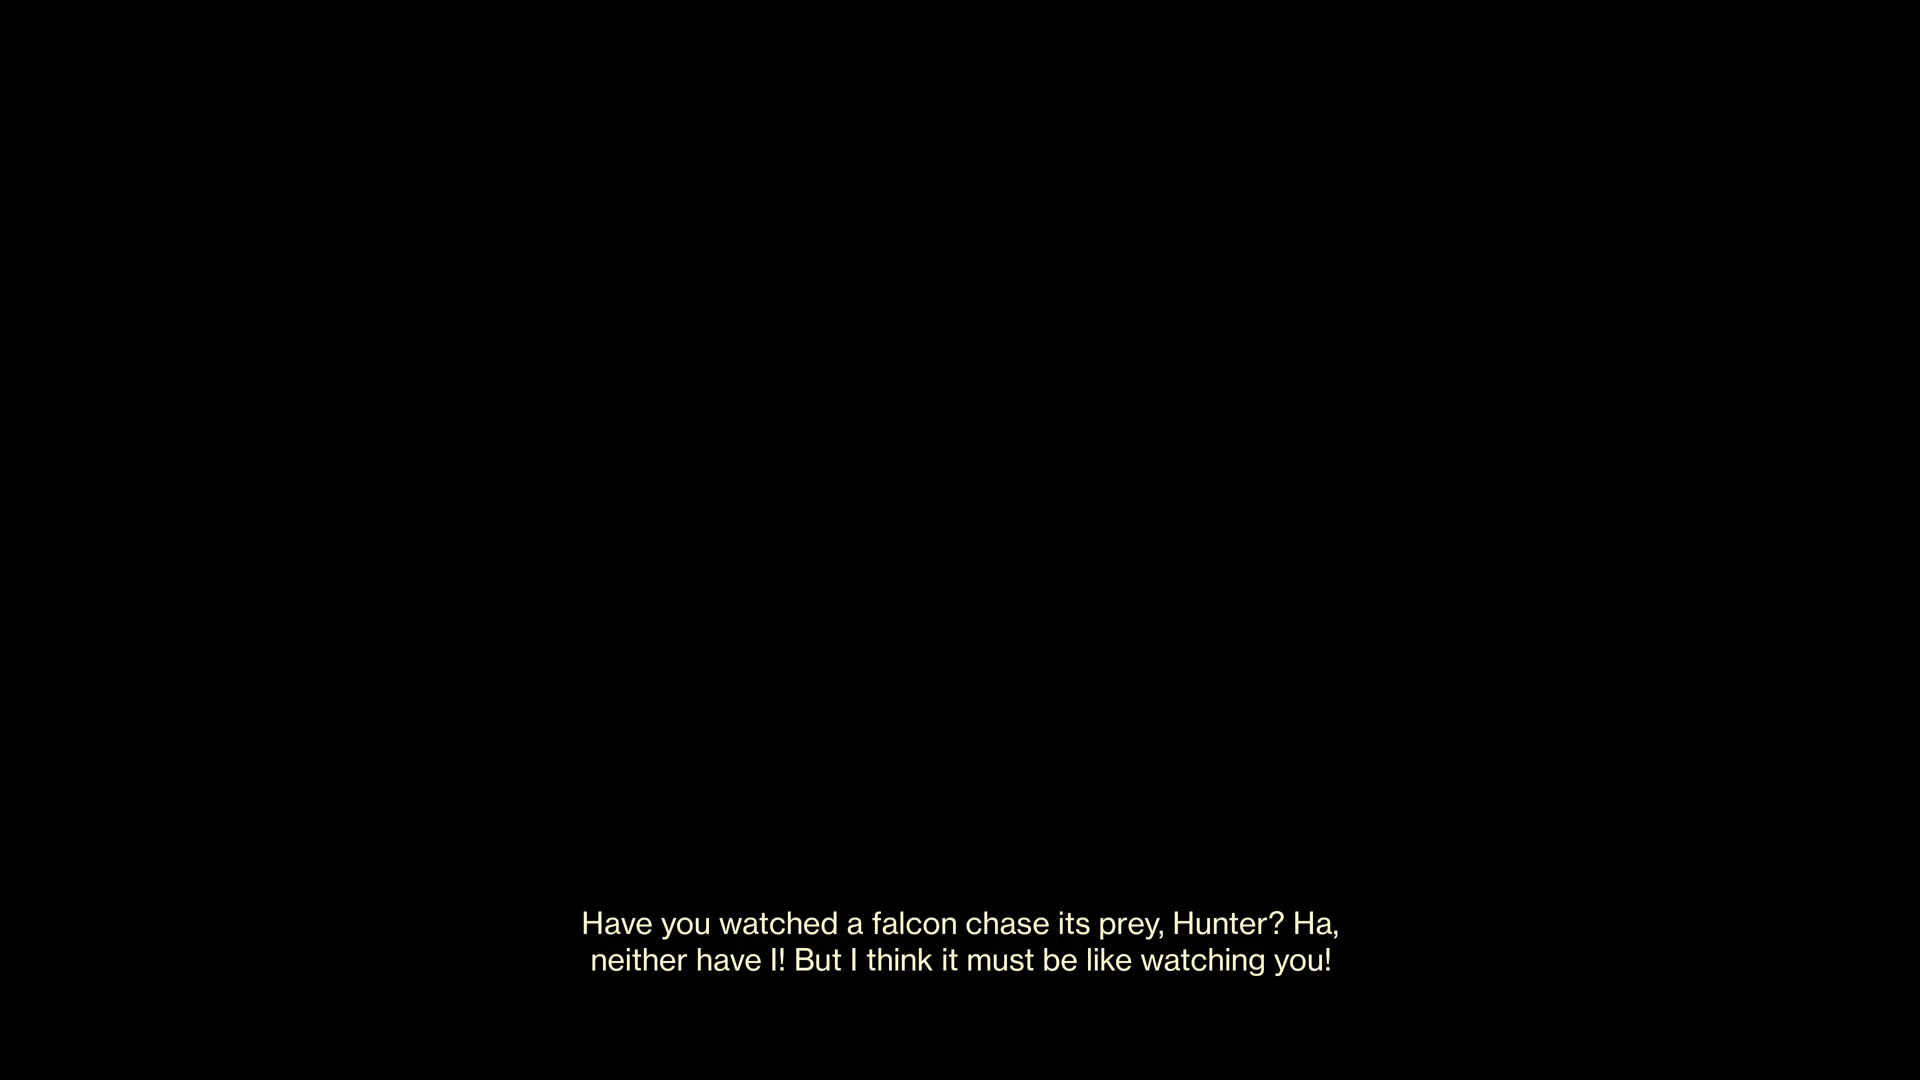 Have you watched a falcon chase its prey, Hunter? Ha,
neither have I! But I think it must be like watching you!